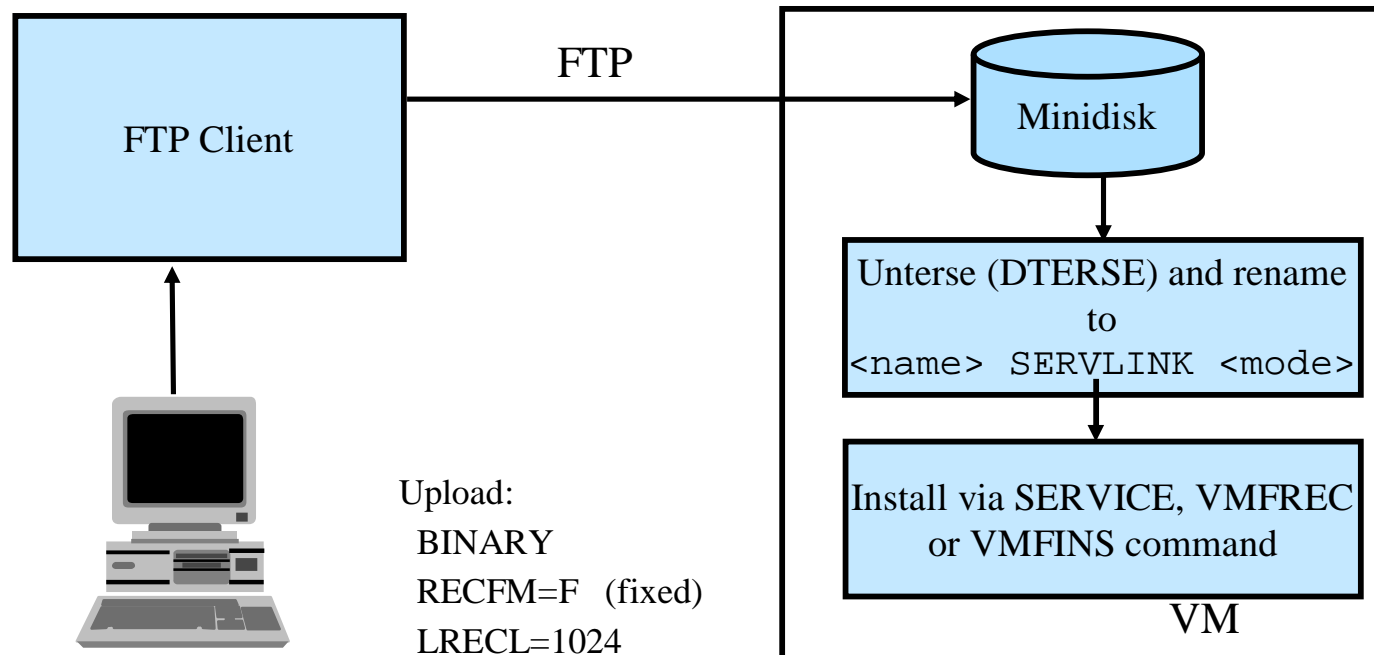 FTP Client
FTP
Minidisk
Unterse (DTERSE) and rename
to
<name> SERVLINK <mode>
Install via SERVICE, VMFREC
or VMFINS command
VM
Upload:
BINARY
RECFM=F (fixed)
LRECL=1024